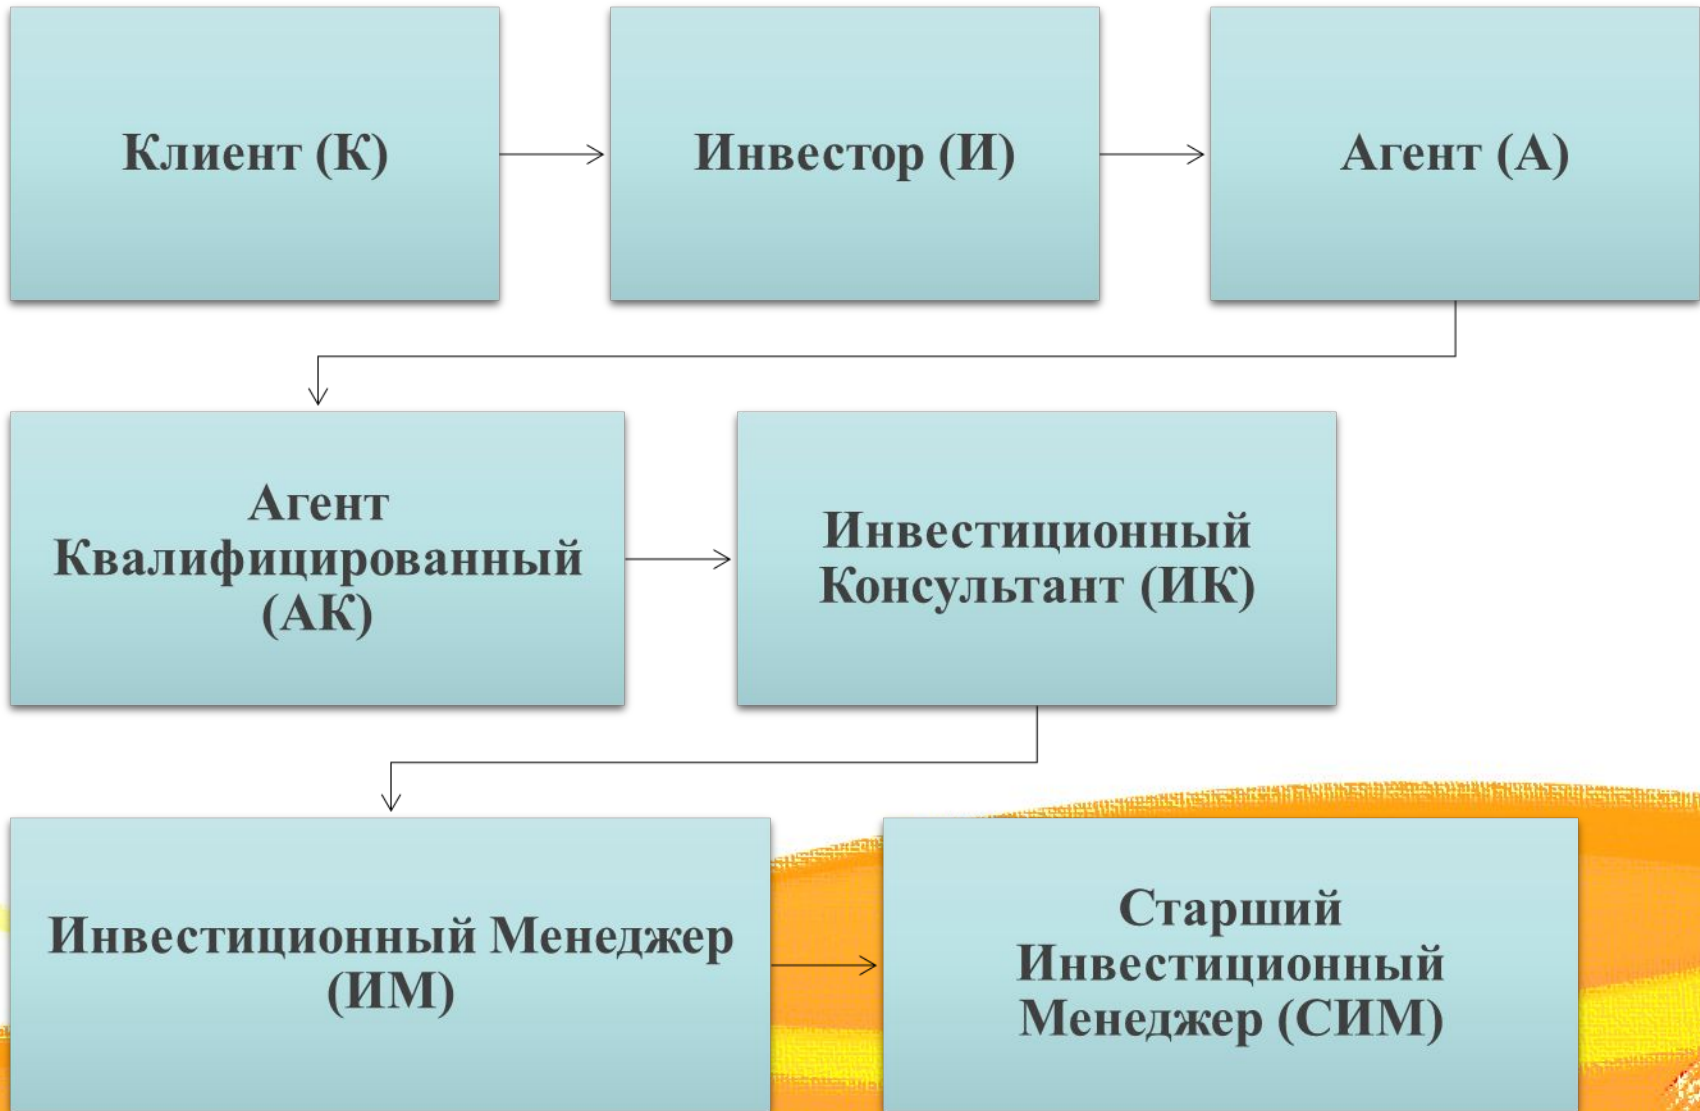 Клиент (К)
Инвестор (И)
Агент (А)
Агент
Квалифицированный
(АК)
Инвестиционный
Консультант (ИК)
Инвестиционный Менеджер
(ИМ)
Старший
Инвестиционный
Менеджер (СИМ)